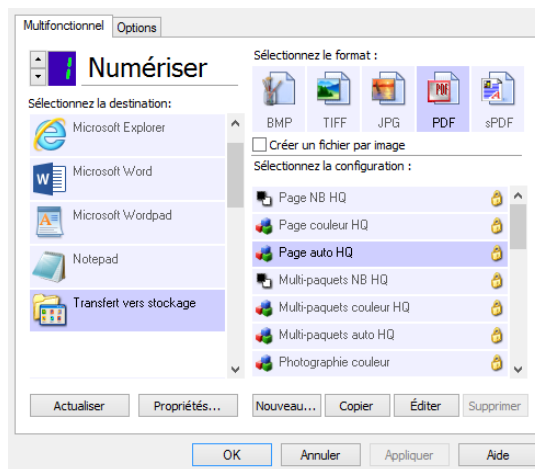 Multifonctionnel Options
1 Numériser
Sélectionnez la destination:
Microsoft Explorer
Microsoft Word
Microsoft Wordpad
Notepad
Transfert vers stockage
Sélectionnez le format :
BMP TIFF JPG PDF sPDF
Créer un fichier par image
Sélectionnez la configuration :
Page NB HQ
Page couleur HQ
Page auto HQ
Multi-paquets NB HQ
Multi-paquets couleur HQ
Multi-paquets auto HQ
Photographie couleur
Actualiser Propriétés... Nouveau... Copier Éditer Supprimer
OK Annuler Appliquer Aide